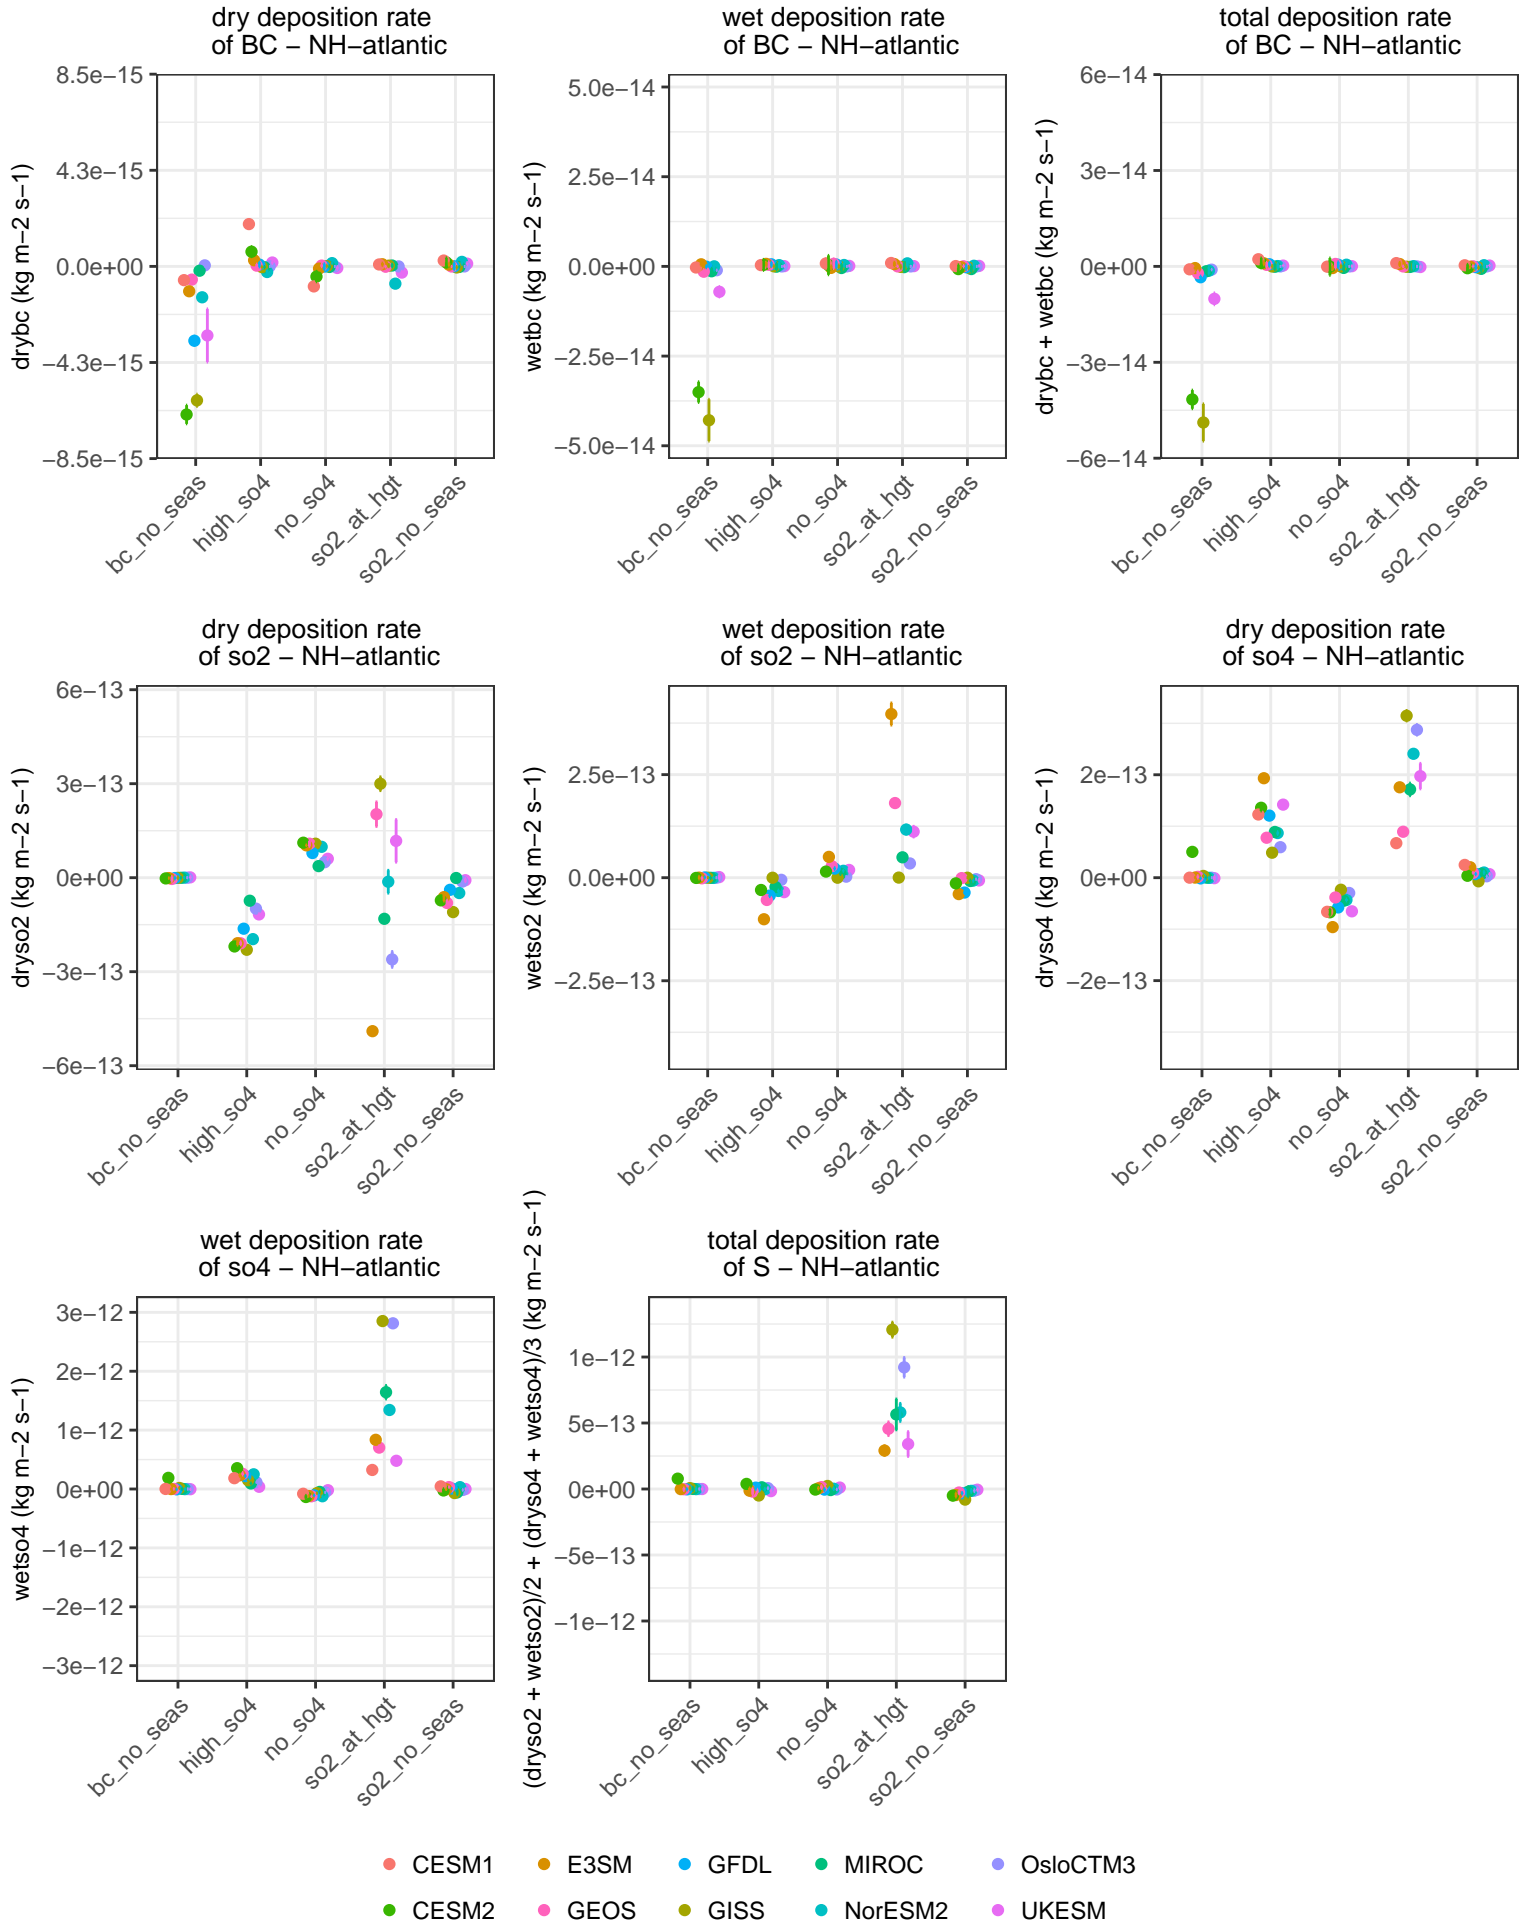 dry deposition rate
of BC − NH−atlantic
drybc (kg m−2 s−1)
8.5e−15
4.3e−15
0.0e+00
−4.3e−15
−8.5e−15
bc_no_seas
high_so4
no_so4
so2_at_hgt
so2_no_seas
wet deposition rate
of BC − NH−atlantic
wetbc (kg m−2 s−1)
5.0e−14
2.5e−14
0.0e+00
−2.5e−14
−5.0e−14
bc_no_seas
high_so4
no_so4
so2_at_hgt
so2_no_seas
total deposition rate
of BC − NH−atlantic
drybc + wetbc (kg m−2 s−1)
6e−14
3e−14
0e+00
−3e−14
−6e−14
bc_no_seas
high_so4
no_so4
so2_at_hgt
so2_no_seas
dry deposition rate
of so2 − NH−atlantic
dryso2 (kg m−2 s−1)
6e−13
3e−13
0e+00
−3e−13
−6e−13
bc_no_seas
high_so4
no_so4
so2_at_hgt
so2_no_seas
wet deposition rate
of so2 − NH−atlantic
wetso2 (kg m−2 s−1)
2.5e−13
0.0e+00
−2.5e−13
bc_no_seas
high_so4
no_so4
so2_at_hgt
so2_no_seas
dry deposition rate
of so4 − NH−atlantic
dryso4 (kg m−2 s−1)
2e−13
0e+00
−2e−13
bc_no_seas
high_so4
no_so4
so2_at_hgt
so2_no_seas
wet deposition rate
of so4 − NH−atlantic
wetso4 (kg m−2 s−1)
3e−12
2e−12
1e−12
0e+00
−1e−12
−2e−12
−3e−12
bc_no_seas
high_so4
no_so4
so2_at_hgt
so2_no_seas
total deposition rate
of S − NH−atlantic
(dryso2 + wetso2)/2 + (dryso4 + wetso4)/3 (kg m−2 s−1)
1e−12
5e−13
0e+00
−5e−13
−1e−12
bc_no_seas
high_so4
no_so4
so2_at_hgt
so2_no_seas
CESM1
E3SM
GFDL
MIROC
OsloCTM3
CESM2
GEOS
GISS
NorESM2
UKESM